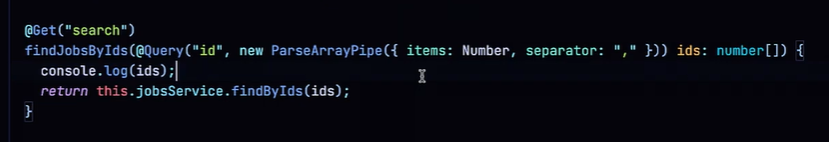 @Get("search")
findJobsByIds(@Query("id", new ParseArrayPipe({ items: Number, separator: "," })) ids: number[]) {
  console.log(ids);
  return this.jobsService.findByIds(ids);
}